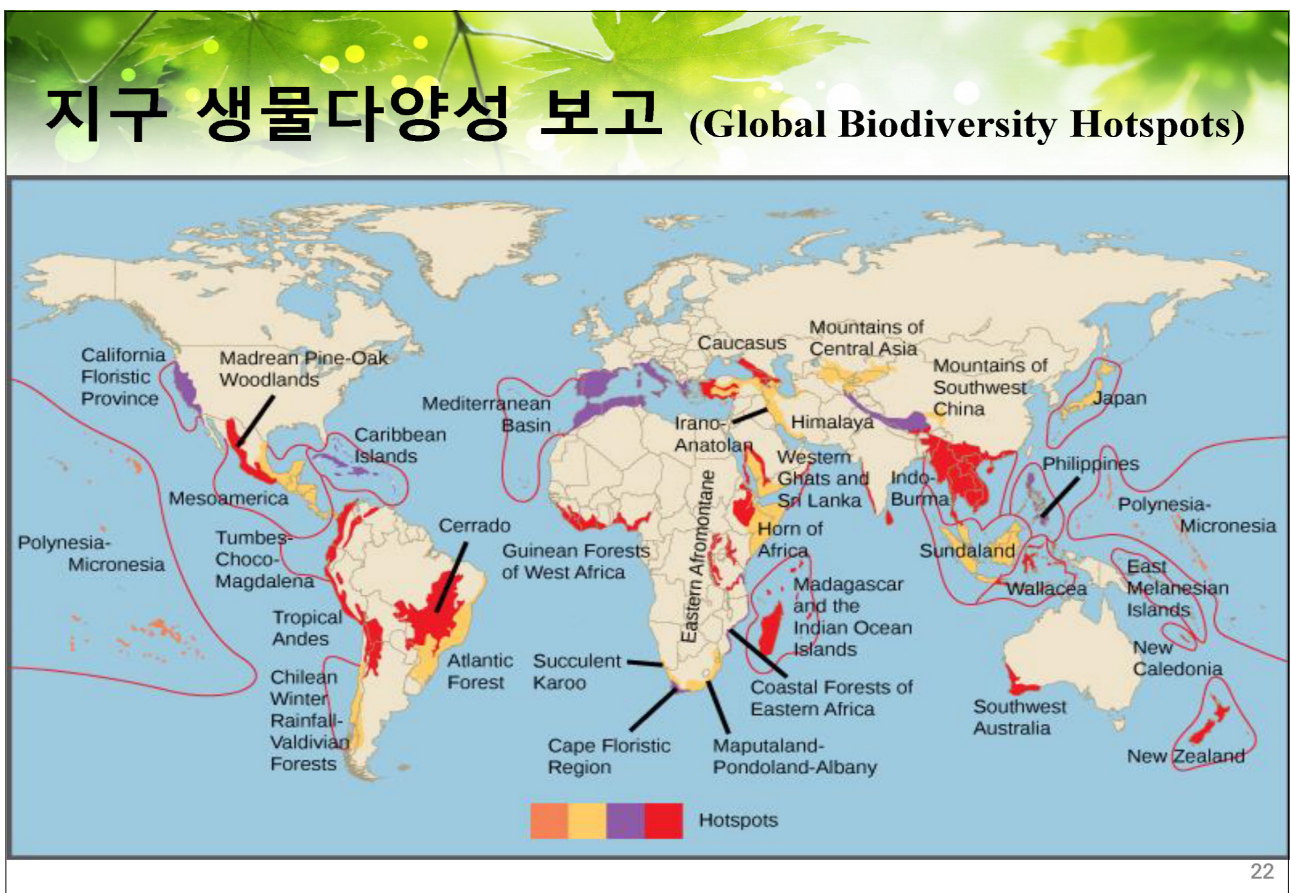 지구 생물다양성 보고 (Global Biodiversity Hotspots)
California
Floristic
Province
Madrean Pine-Oak
Woodlands
Caribbean
Islands
Mesoamerica
Polynesia-
Micronesia
Tumbes-
Choco-
Magdalena
Cerrado
Tropical
Andes
Atlantic
Forest
Chilean
Winter
Rainfall-
Valdivian
Forests
Mediterranean
Basin
Caucasus
Mountains of
Central Asia
Mountains of
Southwest
China
Japan
Irano-
Anatolan
Himalaya
Western
Ghats and
Sri Lanka
Indo-
Burma
Philippines
Polynesia-
Micronesia
Horn of
Africa
Guinean Forests
of West Africa
Eastern Afromontane
Sundaland
Wallacea
East
Melanesian
Islands
Madagascar
and the
Indian Ocean
Islands
New
Caledonia
Succulent
Karoo
Coastal Forests of
Eastern Africa
Southwest
Australia
Cape Floristic
Region
Maputaland-
Pondoland-Albany
New Zealand
Hotspots
22